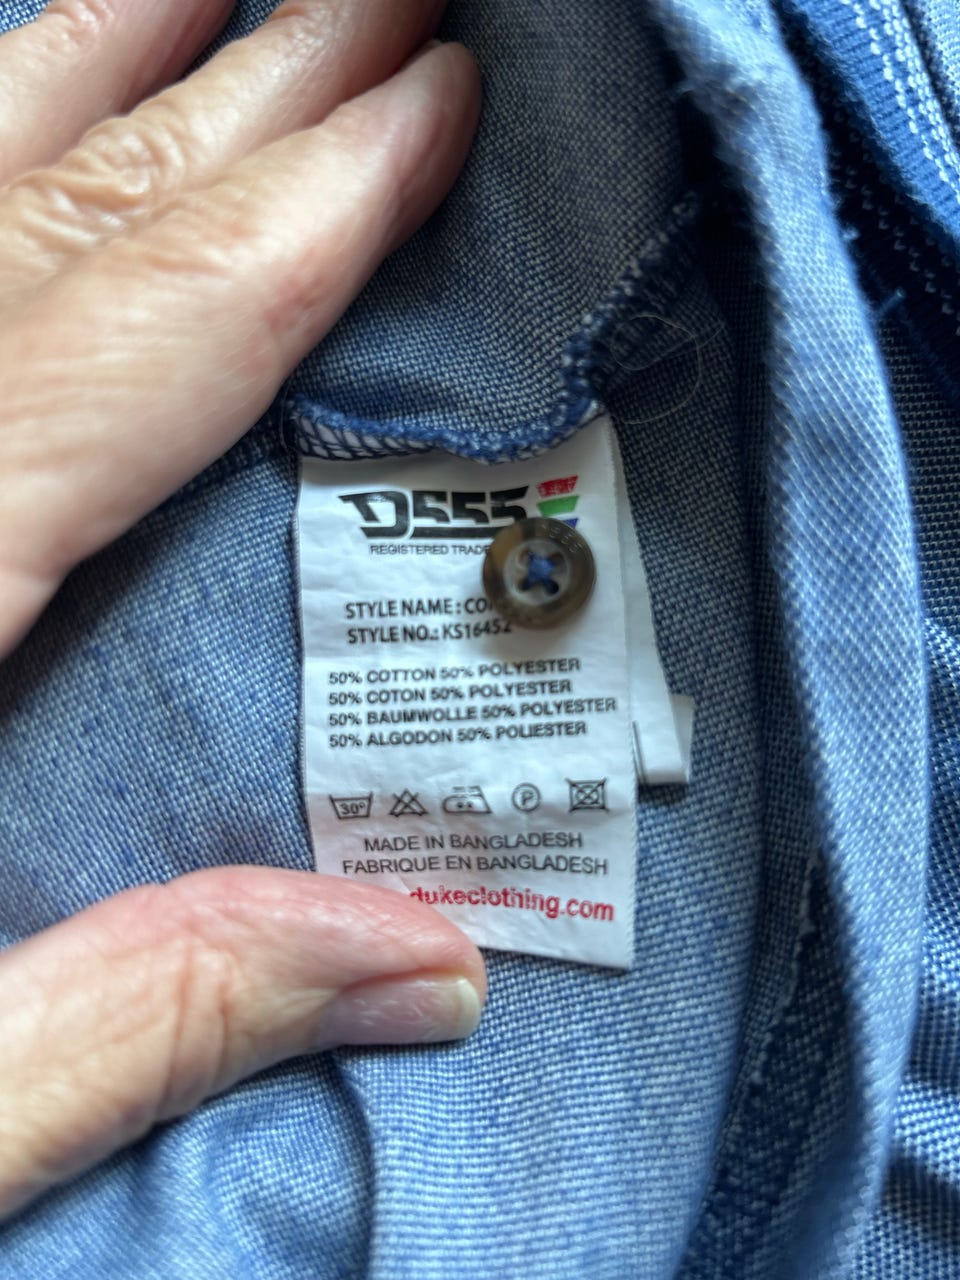 D555
REGISTERED
STYLE NAME:
STYLE NO.: KS16452
50% COTTON 50% POLYESTER
50% COTON 50% POLYESTER
50% BAUMWOLLE 50% POLYESTER
50% ALGODON 50% POLIESTER
30° P
MADE IN BANGLADESH
FABRIQUE EN BANGLADESH
dukeclothing.com